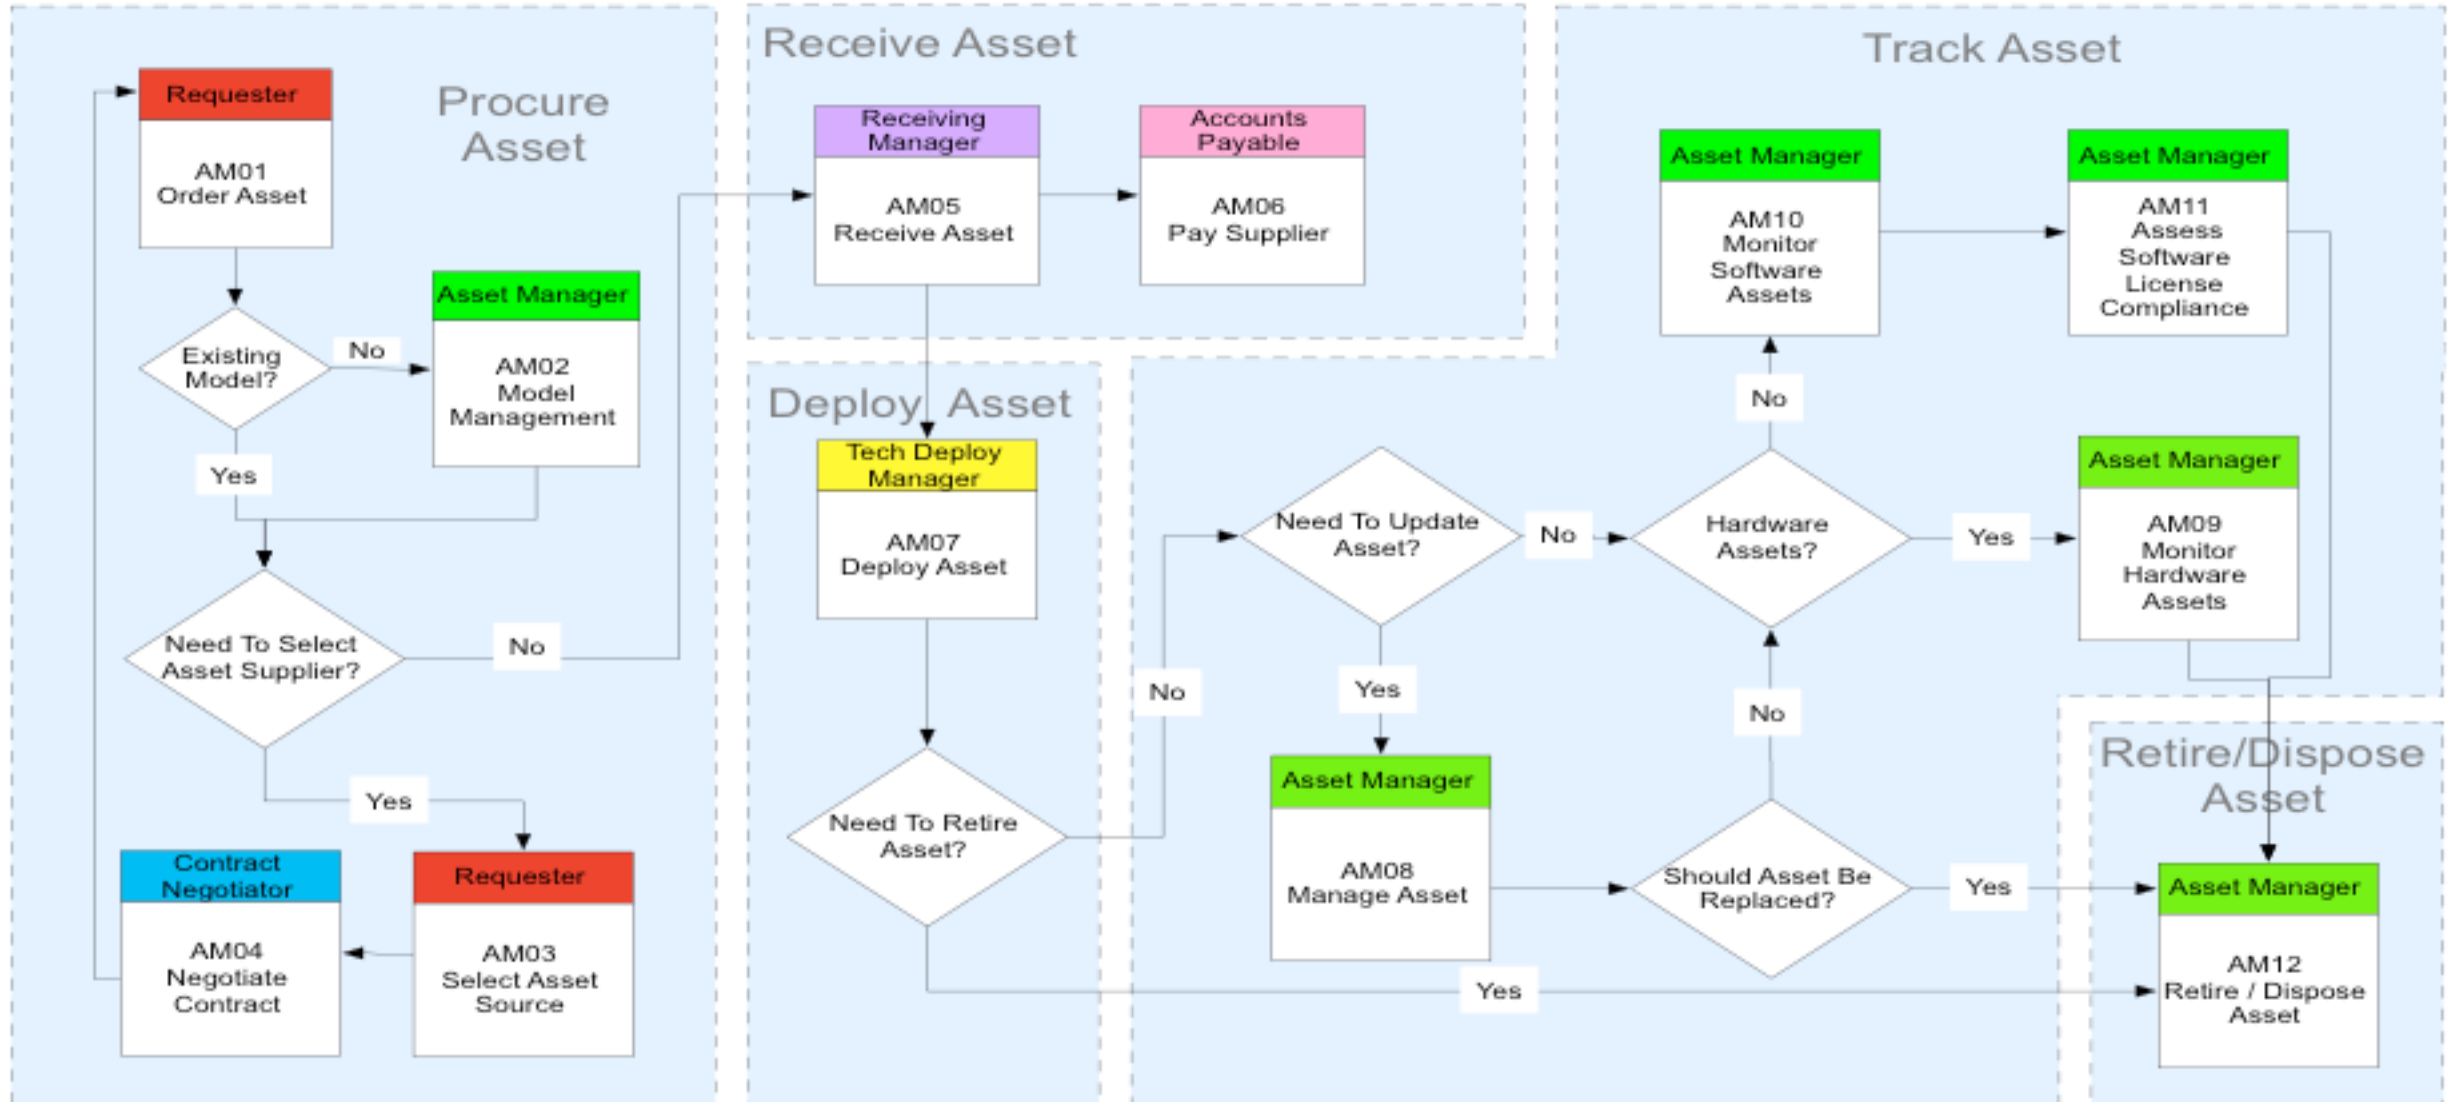 Procure
Asset
Requester
AM01
Order Asset
Existing
Model?
No
Asset Manager
AM02
Model
Management
Yes
Need To Select
Asset Supplier?
No
Yes
Contract
Negotiator
AM04
Negotiate
Contract
Requester
AM03
Select Asset
Source
Receive Asset
Receiving
Manager
AM05
Receive Asset
Accounts
Payable
AM06
Pay Supplier
Deploy Asset
Tech Deploy
Manager
AM07
Deploy Asset
Need To Retire
Asset?
No
Yes
Track Asset
Asset Manager
AM10
Monitor
Software
Assets
Asset Manager
AM11
Assess
Software
License
Compliance
No
Need To Update
Asset?
No
Hardware
Assets?
Yes
Asset Manager
AM09
Monitor
Hardware
Assets
Yes
No
Asset Manager
AM08
Manage Asset
Should Asset Be
Replaced?
Yes
Retire/Dispose
Asset
Asset Manager
AM12
Retire / Dispose
Asset